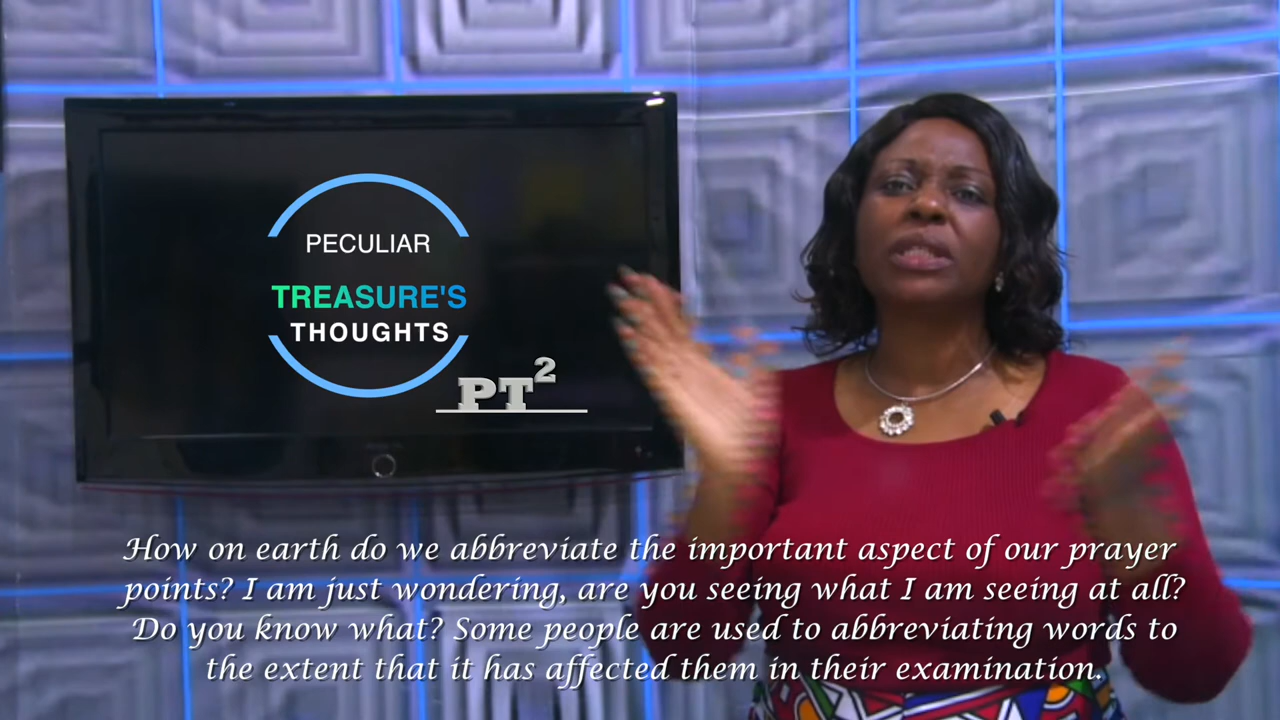 PECULIAR
TREASURE'S
THOUGHTS
PT²
How on earth do we abbreviate the important aspect of our prayer
points? I am just wondering, are you seeing what I am seeing at all?
Do you know what? Some people are used to abbreviating words to
the extent that it has affected them in their examination.